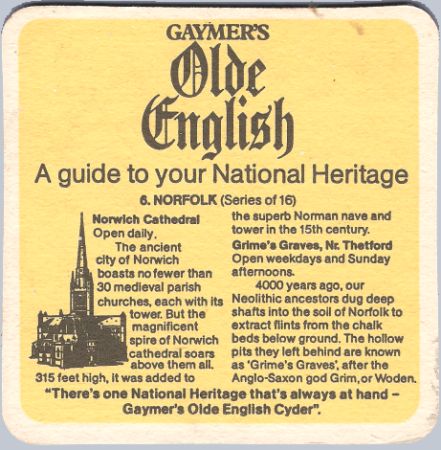 GAYMER'S
Olde
English
A guide to your National Heritage
6. NORFOLK (Series of 16)
Norwich Cathedral
Open daily.
The ancient
city of Norwich
boasts no fewer than
30 medieval parish
churches, each with its
tower. But the
magnificent
spire of Norwich
cathedral soars
above them all.
315 feet high, it was added to
the superb Norman nave and
tower in the 15th century.
Grime's Graves, Nr. Thetford
Open weekdays and Sunday
afternoons.
4000 years ago, our
Neolithic ancestors dug deep
shafts into the soil of Norfolk to
extract flints from the chalk
beds below ground. The hollow
pits they left behind are known
as 'Grime's Graves', after the
Anglo-Saxon god Grim, or Woden.
"There's one National Heritage that's always at hand –
Gaymer's Olde English Cyder".